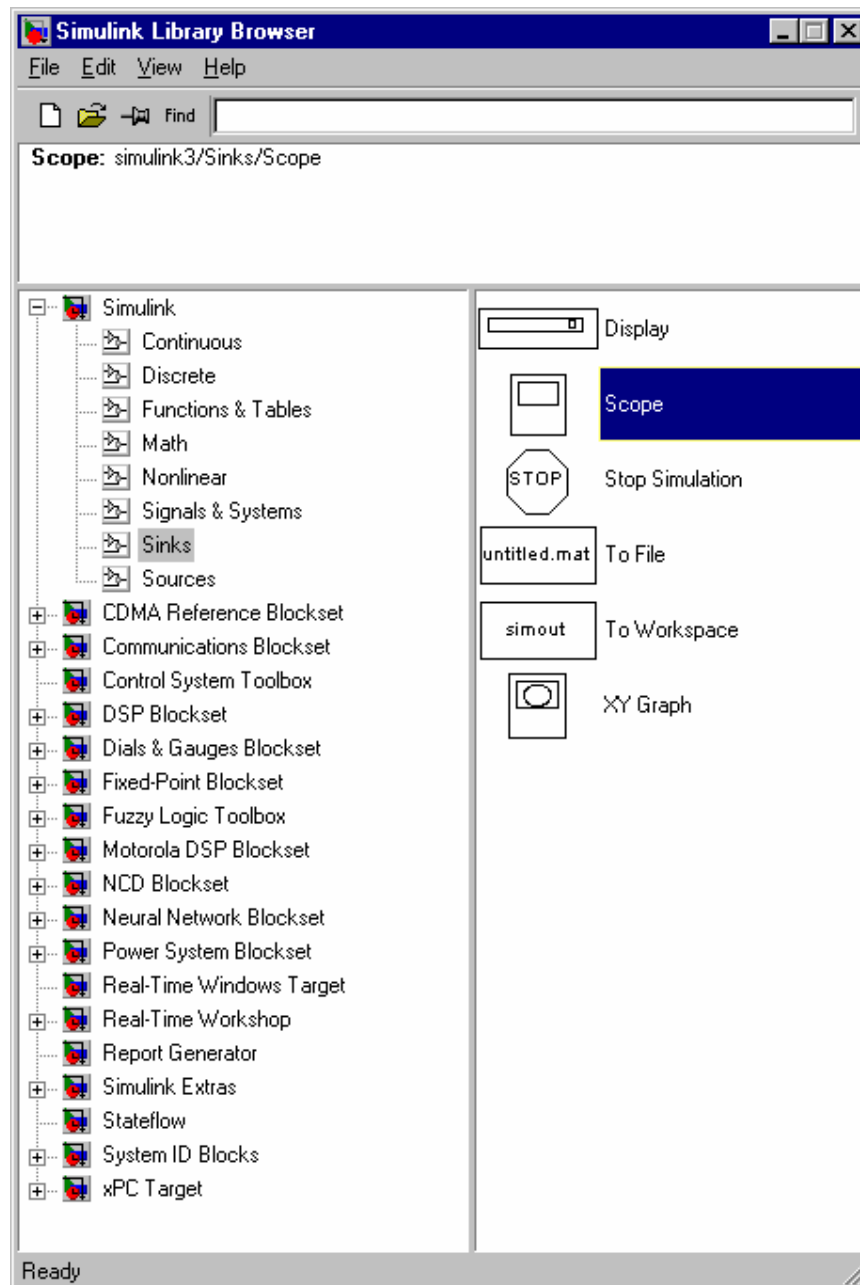 Simulink Library Browser
File Edit View Help
Find
Scope: simulink3/Sinks/Scope
Simulink
Continuous
Discrete
Functions & Tables
Math
Nonlinear
Signals & Systems
Sinks
Sources
CDMA Reference Blockset
Communications Blockset
Control System Toolbox
DSP Blockset
Dials & Gauges Blockset
Fixed-Point Blockset
Fuzzy Logic Toolbox
Motorola DSP Blockset
NCD Blockset
Neural Network Blockset
Power System Blockset
Real-Time Windows Target
Real-Time Workshop
Report Generator
Simulink Extras
Stateflow
System ID Blocks
xPC Target
Display
Scope
STOP Stop Simulation
untitled.mat To File
simout To Workspace
XY Graph
Ready